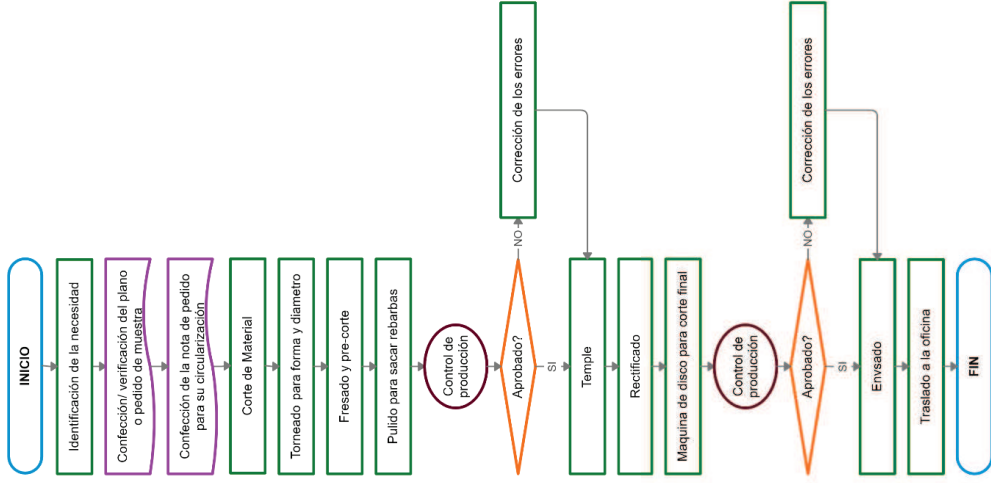 INICIO
Identificación de la necesidad
Confección/ verificación del plano
o pedido de muestra
Confección de la nota de pedido
para su circularización
Corte de Material
Torneado para forma y diametro
Fresado y pre-corte
Pulido para sacar rebarbas
Control de
producción
Aprobado?
NO
Corrección de los errores
SI
Temple
Rectificado
Maquina de disco para corte final
Control de
producción
Aprobado?
NO
Corrección de los errores
SI
Envsado
Traslado a la oficina
FIN